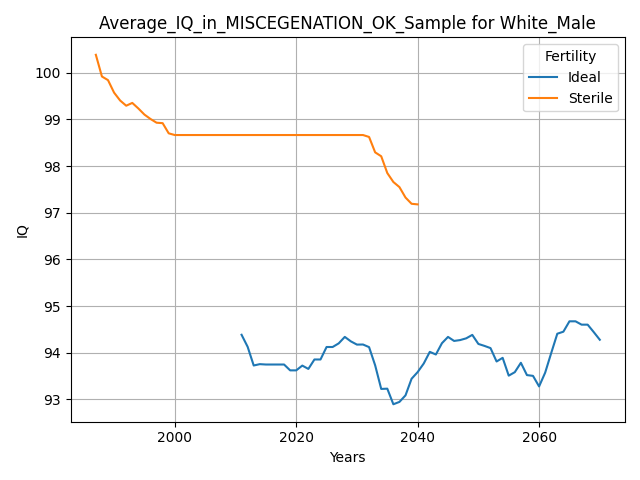 Average_IQ_in_MISCEGENATION_OK_Sample for White_Male
Fertility
Ideal
Sterile
100
99
98
97
96
95
94
93
IQ
2000
2020
2040
2060
Years